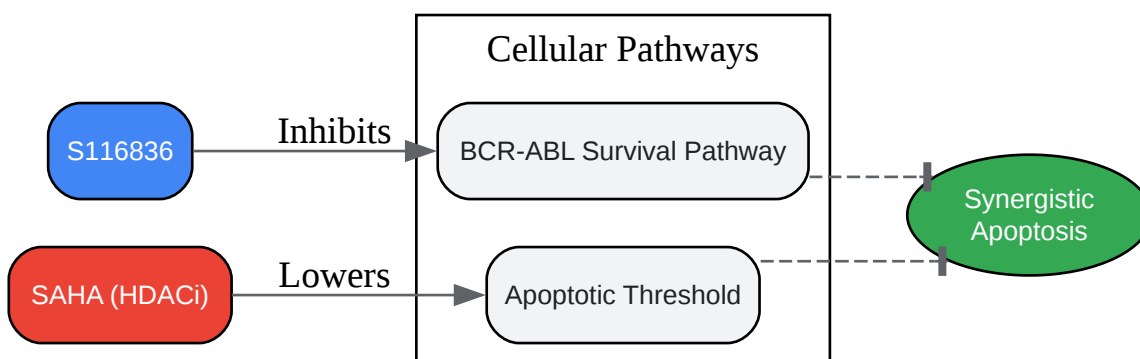 Cellular Pathways
S116836
Inhibits
BCR-ABL Survival Pathway
Synergistic
Apoptosis
SAHA (HDACi)
Lowers
Apoptotic Threshold